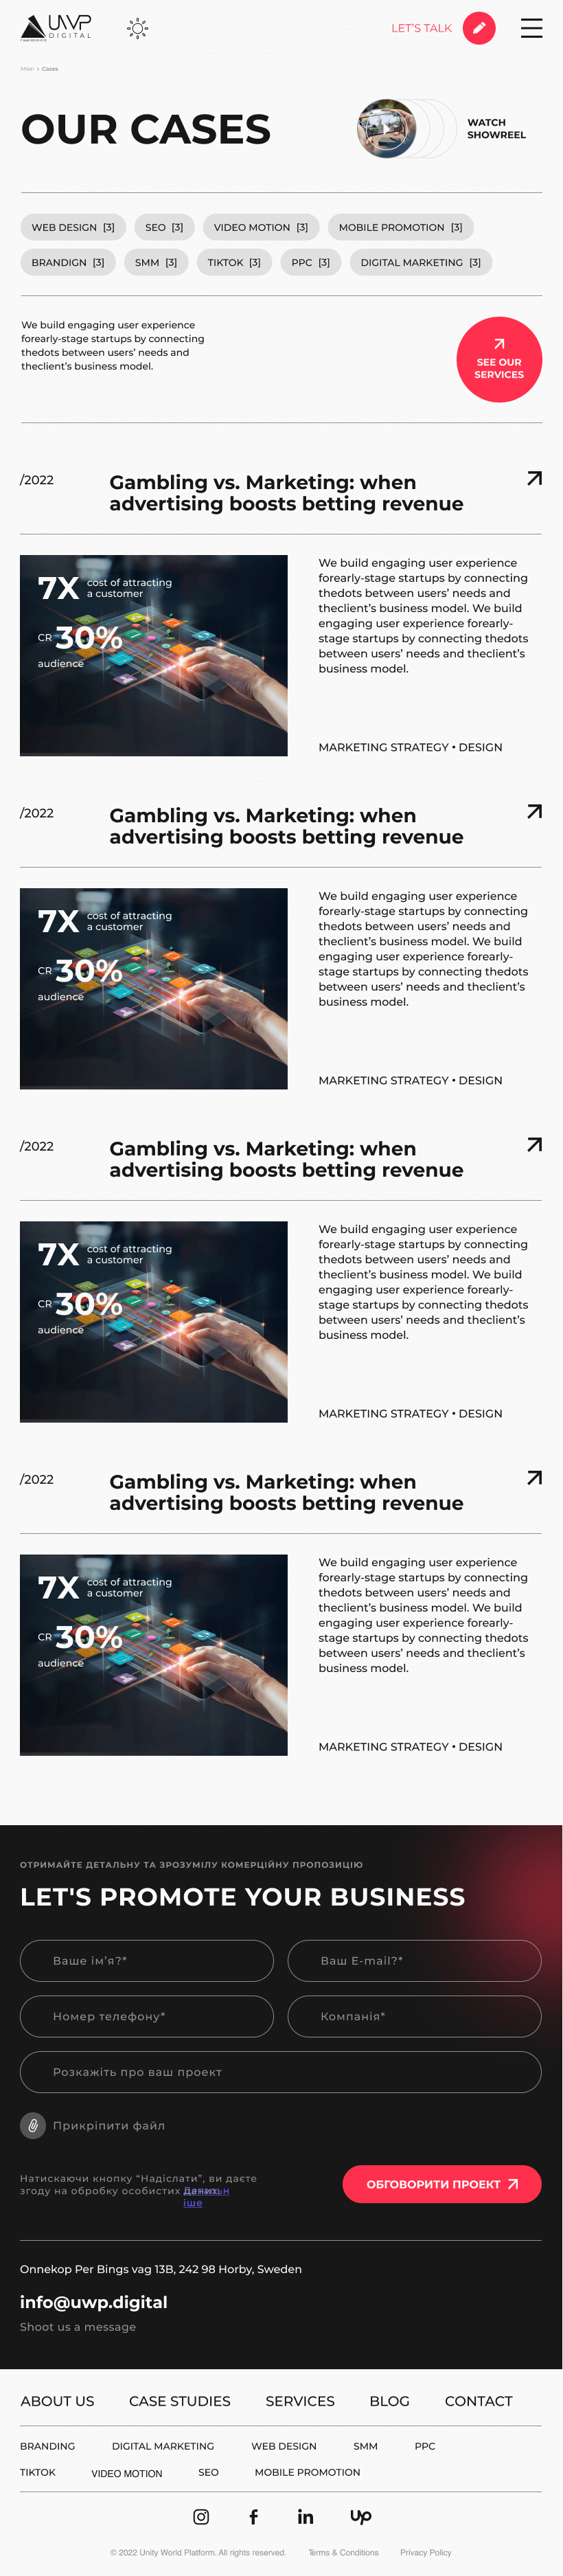 UWP
DIGITAL
LET'S TALK
Main > Cases
OUR CASES
WATCH
SHOWREEL
WEB DESIGN [3]
SEO [3]
VIDEO MOTION [3]
MOBILE PROMOTION [3]
BRANDIGN [3]
SMM [3]
TIKTOK [3]
PPC [3]
DIGITAL MARKETING [3]
We build engaging user experience
forearly-stage startups by connecting
thedots between users' needs and
theclient's business model.
SEE OUR
SERVICES
/2022
Gambling vs. Marketing: when
advertising boosts betting revenue
7X cost of attracting
a customer
CR 30%
audience
We build engaging user experience
forearly-stage startups by connecting
thedots between users' needs and
theclient's business model. We build
engaging user experience forearly-
stage startups by connecting thedots
between users' needs and theclient's
business model.
MARKETING STRATEGY • DESIGN
/2022
Gambling vs. Marketing: when
advertising boosts betting revenue
7X cost of attracting
a customer
CR 30%
audience
We build engaging user experience
forearly-stage startups by connecting
thedots between users' needs and
theclient's business model. We build
engaging user experience forearly-
stage startups by connecting thedots
between users' needs and theclient's
business model.
MARKETING STRATEGY • DESIGN
/2022
Gambling vs. Marketing: when
advertising boosts betting revenue
7X cost of attracting
a customer
CR 30%
audience
We build engaging user experience
forearly-stage startups by connecting
thedots between users' needs and
theclient's business model. We build
engaging user experience forearly-
stage startups by connecting thedots
between users' needs and theclient's
business model.
MARKETING STRATEGY • DESIGN
/2022
Gambling vs. Marketing: when
advertising boosts betting revenue
7X cost of attracting
a customer
CR 30%
audience
We build engaging user experience
forearly-stage startups by connecting
thedots between users' needs and
theclient's business model. We build
engaging user experience forearly-
stage startups by connecting thedots
between users' needs and theclient's
business model.
MARKETING STRATEGY • DESIGN
ОТРИМАЙТЕ ДЕТАЛЬНУ ТА ЗРОЗУМІЛУ КОМЕРЦІЙНУ ПРОПОЗИЦІЮ
LET'S PROMOTE YOUR BUSINESS
Ваше ім'я?*
Ваш E-mail?*
Номер телефону*
Компанія*
Розкажіть про ваш проект
Прикріпити файл
Натискаючи кнопку "Надіслати", ви даєте
згоду на обробку особистих даних.
Детальн
іше
ОБГОВОРИТИ ПРОЕКТ
Onnekop Per Bings vag 13B, 242 98 Horby, Sweden
info@uwp.digital
Shoot us a message
ABOUT US
CASE STUDIES
SERVICES
BLOG
CONTACT
BRANDING
DIGITAL MARKETING
WEB DESIGN
SMM
PPC
TIKTOK
VIDEO MOTION
SEO
MOBILE PROMOTION
© 2022 Unity World Platform. All rights reserved.
Terms & Conditions
Privacy Policy